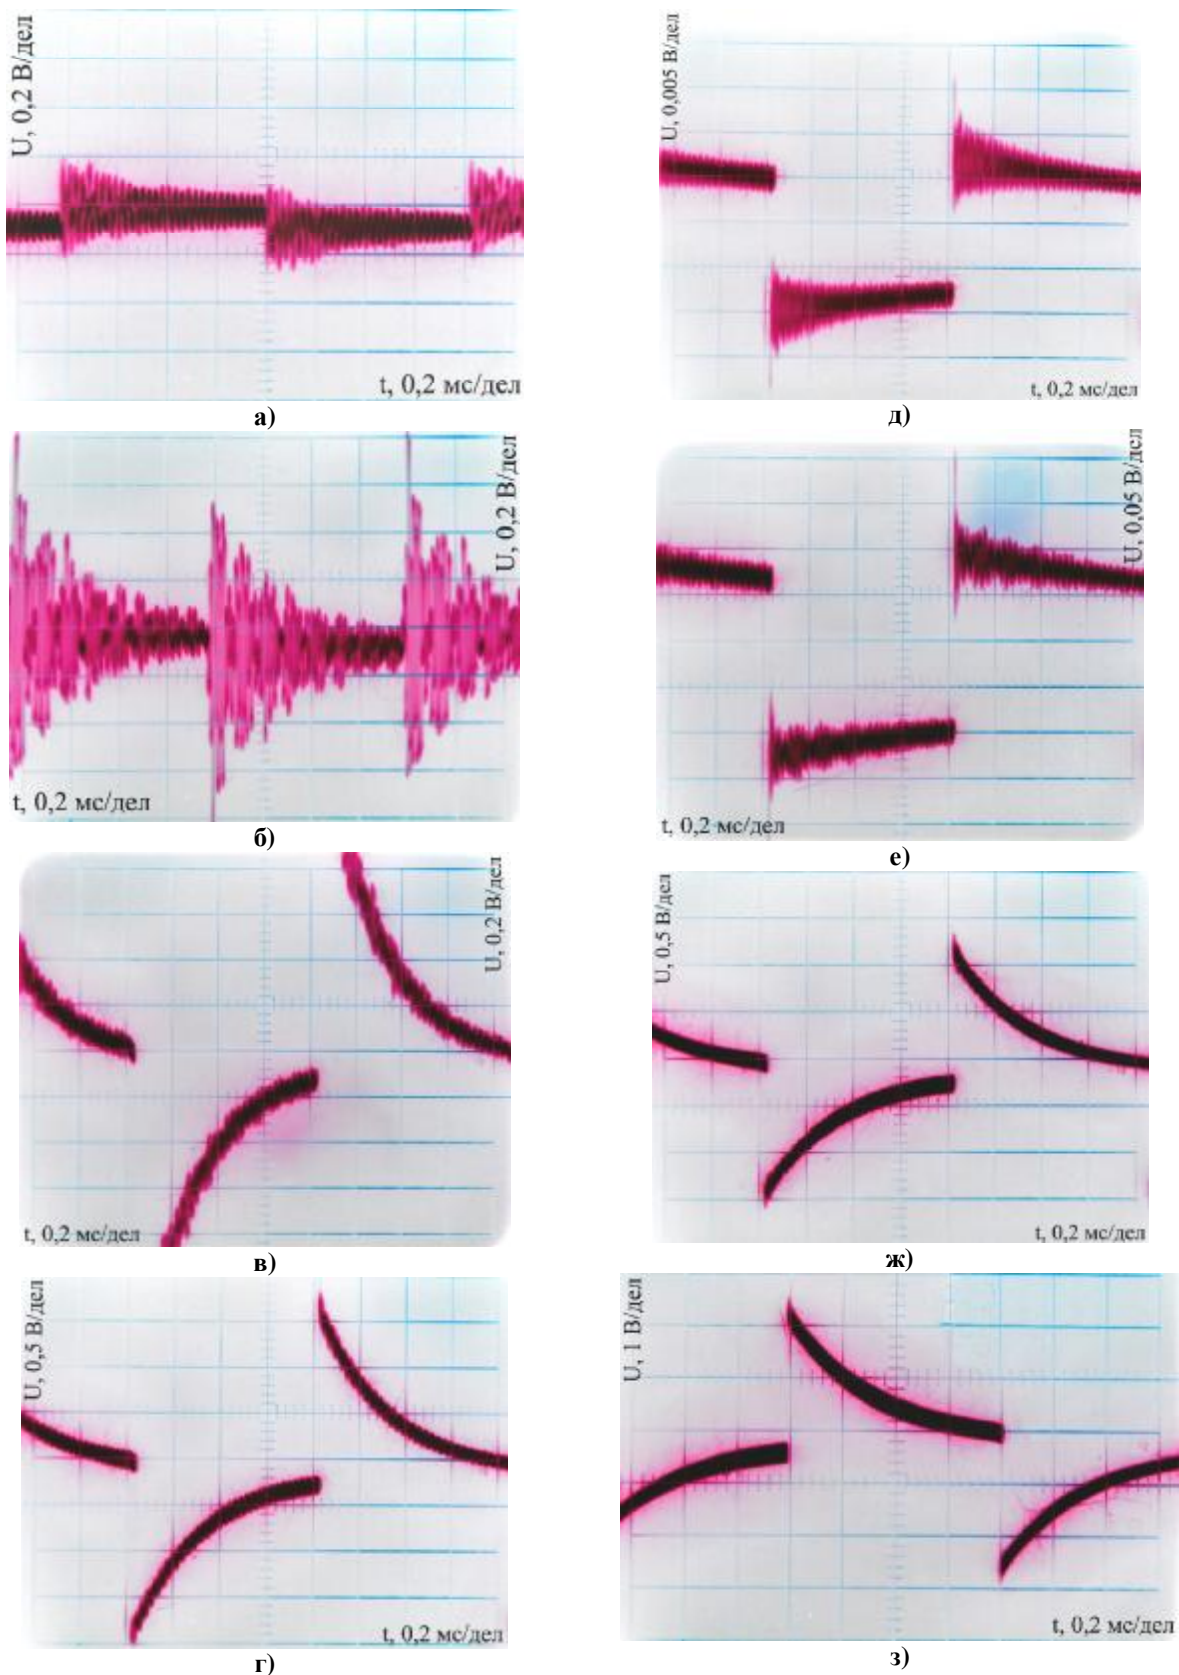 U, 0,2 В/дел
t, 0,2 мс/дел
а)
U, 0,005 В/дел
t, 0,2 мс/дел
д)
U, 0,2 В/дел
t, 0,2 мс/дел
б)
U, 0,05 В/дел
t, 0,2 мс/дел
е)
U, 0,2 В/дел
t, 0,2 мс/дел
в)
U, 0,5 В/дел
t, 0,2 мс/дел
ж)
U, 0,5 В/дел
t, 0,2 мс/дел
г)
U, 1 В/дел
t, 0,2 мс/дел
з)